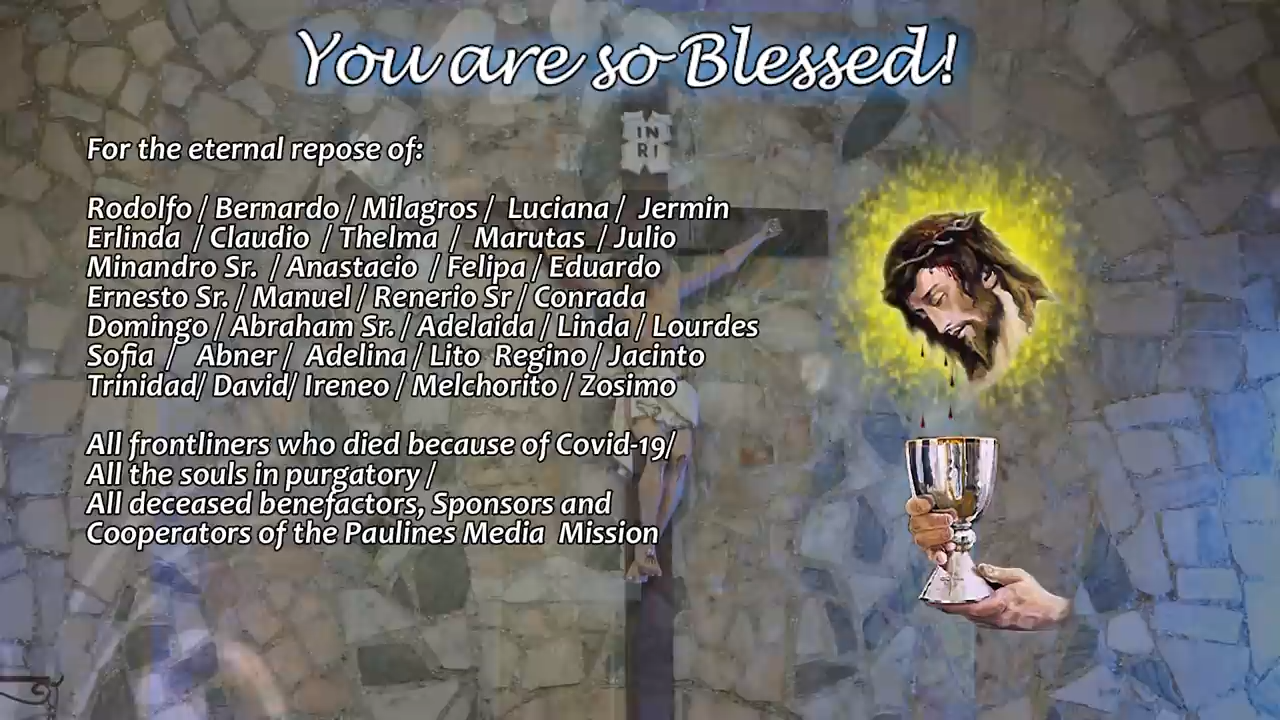 You are so Blessed!
IN
RI
For the eternal repose of:
Rodolfo / Bernardo / Milagros / Luciana / Jermin
Erlinda / Claudio / Thelma / Marutas / Julio
Minandro Sr. / Anastacio / Felipa / Eduardo
Ernesto Sr. / Manuel / Renerio Sr / Conrada
Domingo / Abraham Sr. / Adelaida / Linda / Lourdes
Sofia / Abner / Adelina / Lito Regino / Jacinto
Trinidad/ David/ Ireneo / Melchorito / Zosimo
All frontliners who died because of Covid-19/
All the souls in purgatory /
All deceased benefactors, Sponsors and
Cooperators of the Paulines Media Mission